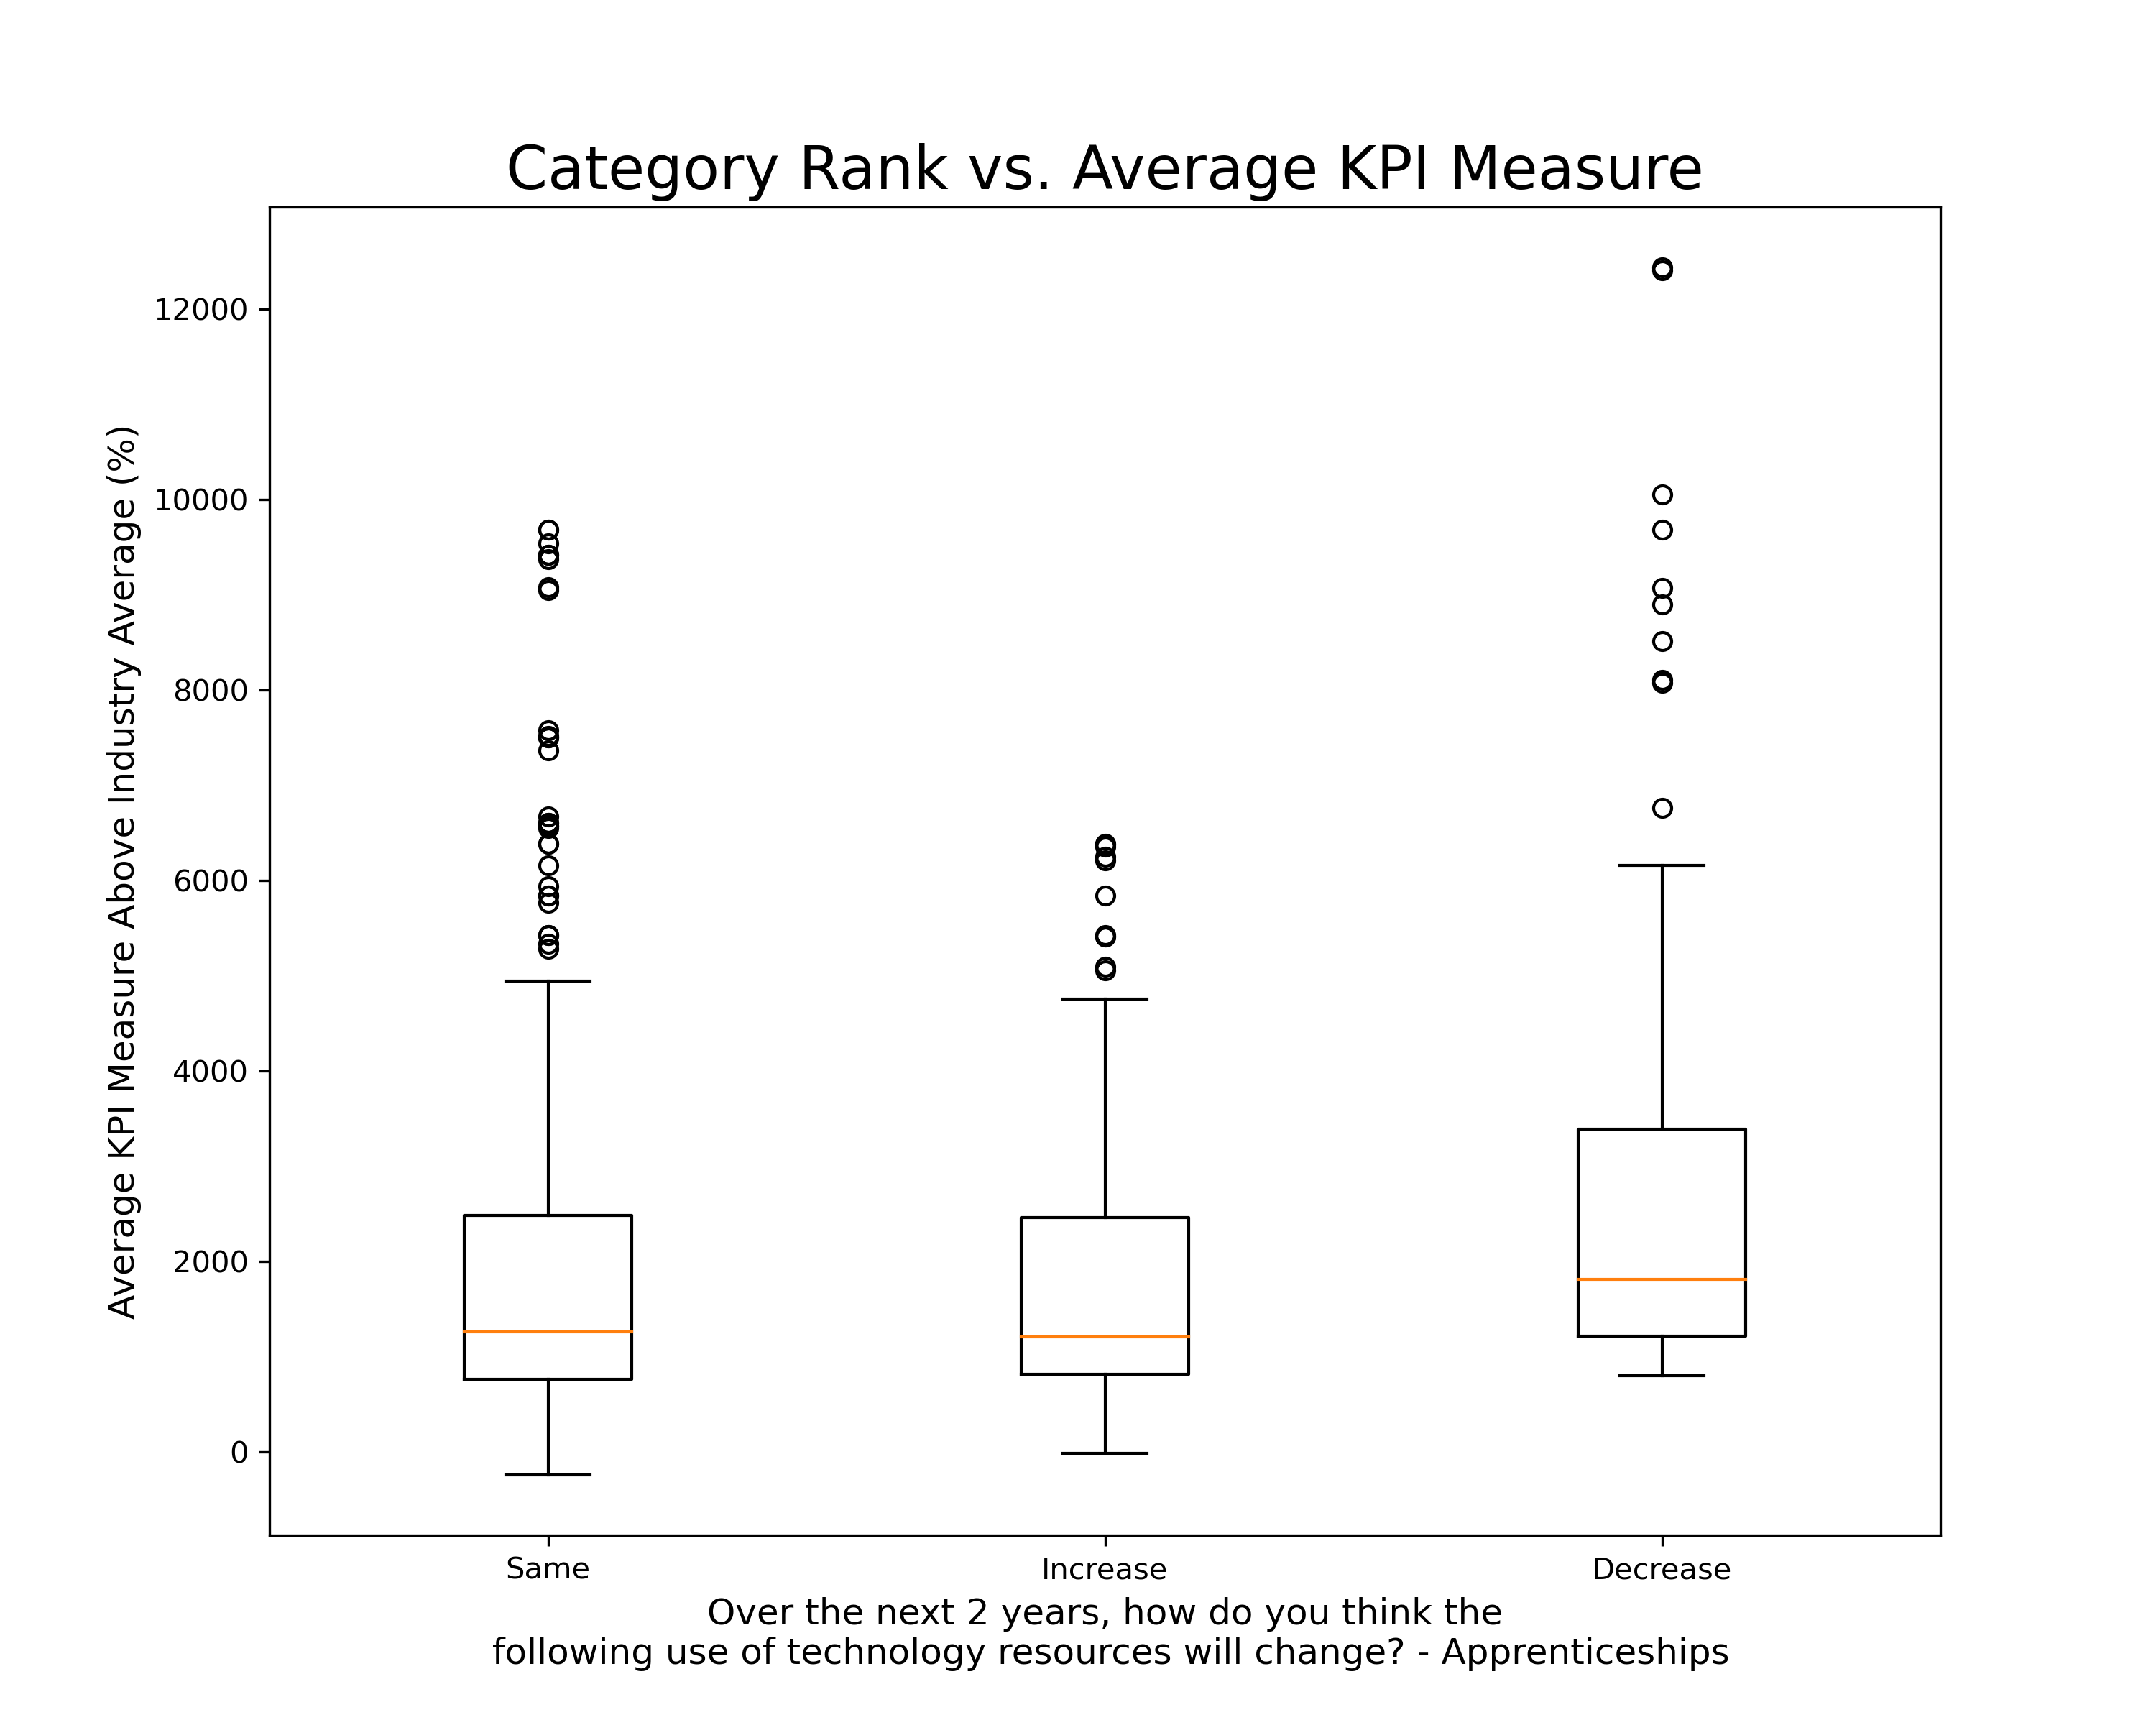 Category Rank vs. Average KPI Measure
Average KPI Measure Above Industry Average (%)
12000
10000
8000
6000
4000
2000
0
Same Increase Decrease
Over the next 2 years, how do you think the
following use of technology resources will change? - Apprenticeships